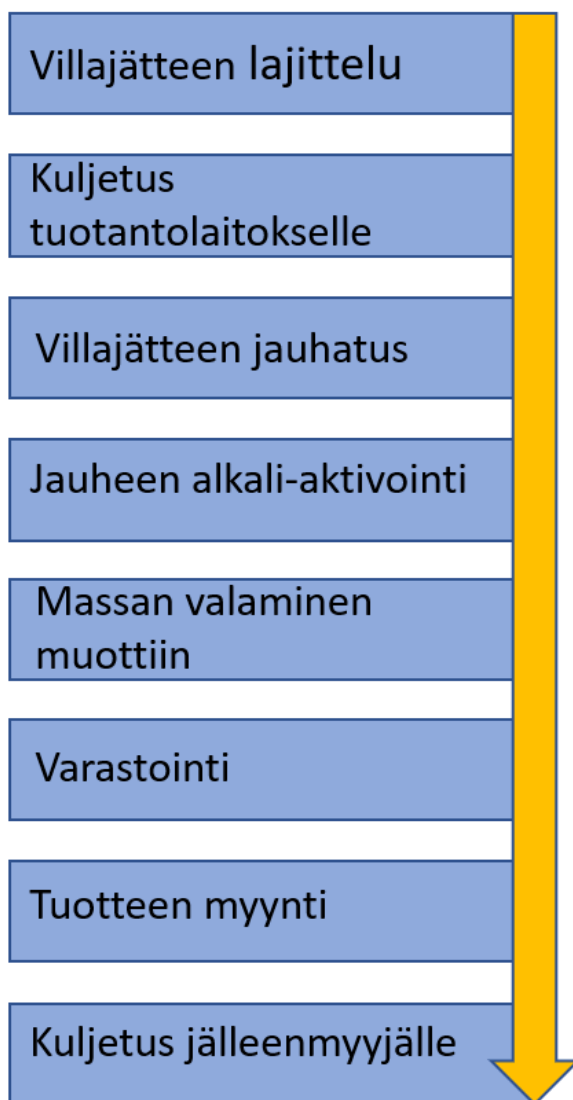 Villajätteen lajittelu
Kuljetus
tuotantolaitokselle
Villajätteen jauhatus
Jauheen alkali-aktivointi
Massan valaminen
muottiin
Varastointi
Tuotteen myynti
Kuljetus jälleenmyyjälle